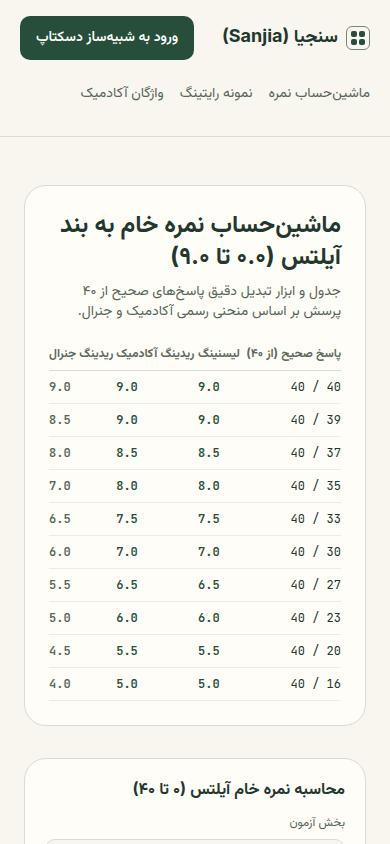 سنجیا (Sanjia)
ورود به شبیه‌ساز دسکتاپ
ماشین‌حساب نمره نمونه رایتینگ واژگان آکادمیک
ماشین‌حساب نمره خام به بند
آیلتس (۰.۰ تا ۹.۰)
جدول و ابزار تبدیل دقیق پاسخ‌های صحیح از ۴۰
پرسش بر اساس منحنی رسمی آکادمیک و جنرال.
پاسخ صحیح (از ۴۰) لیسنینگ ریدینگ آکادمیک ریدینگ جنرال
40 / 40 9.0 9.0 9.0
40 / 39 9.0 9.0 8.5
40 / 37 8.5 8.5 8.0
40 / 35 8.0 8.0 7.0
40 / 33 7.5 7.5 6.5
40 / 30 7.0 7.0 6.0
40 / 27 6.5 6.5 5.5
40 / 23 6.0 6.0 5.0
40 / 20 5.5 5.5 4.5
40 / 16 5.0 5.0 4.0
محاسبه نمره خام آیلتس (۰ تا ۴۰)
بخش آزمون